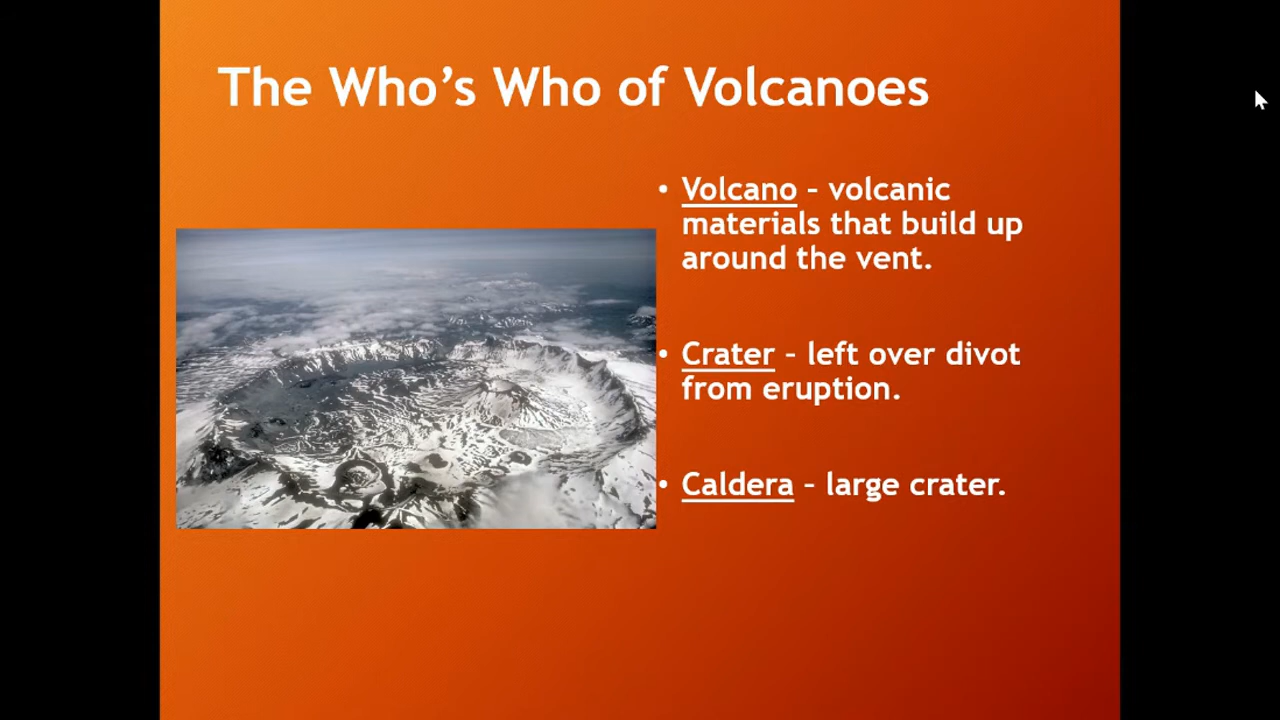 The Who’s Who of Volcanoes
• Volcano – volcanic
materials that build up
around the vent.
• Crater – left over divot
from eruption.
• Caldera – large crater.